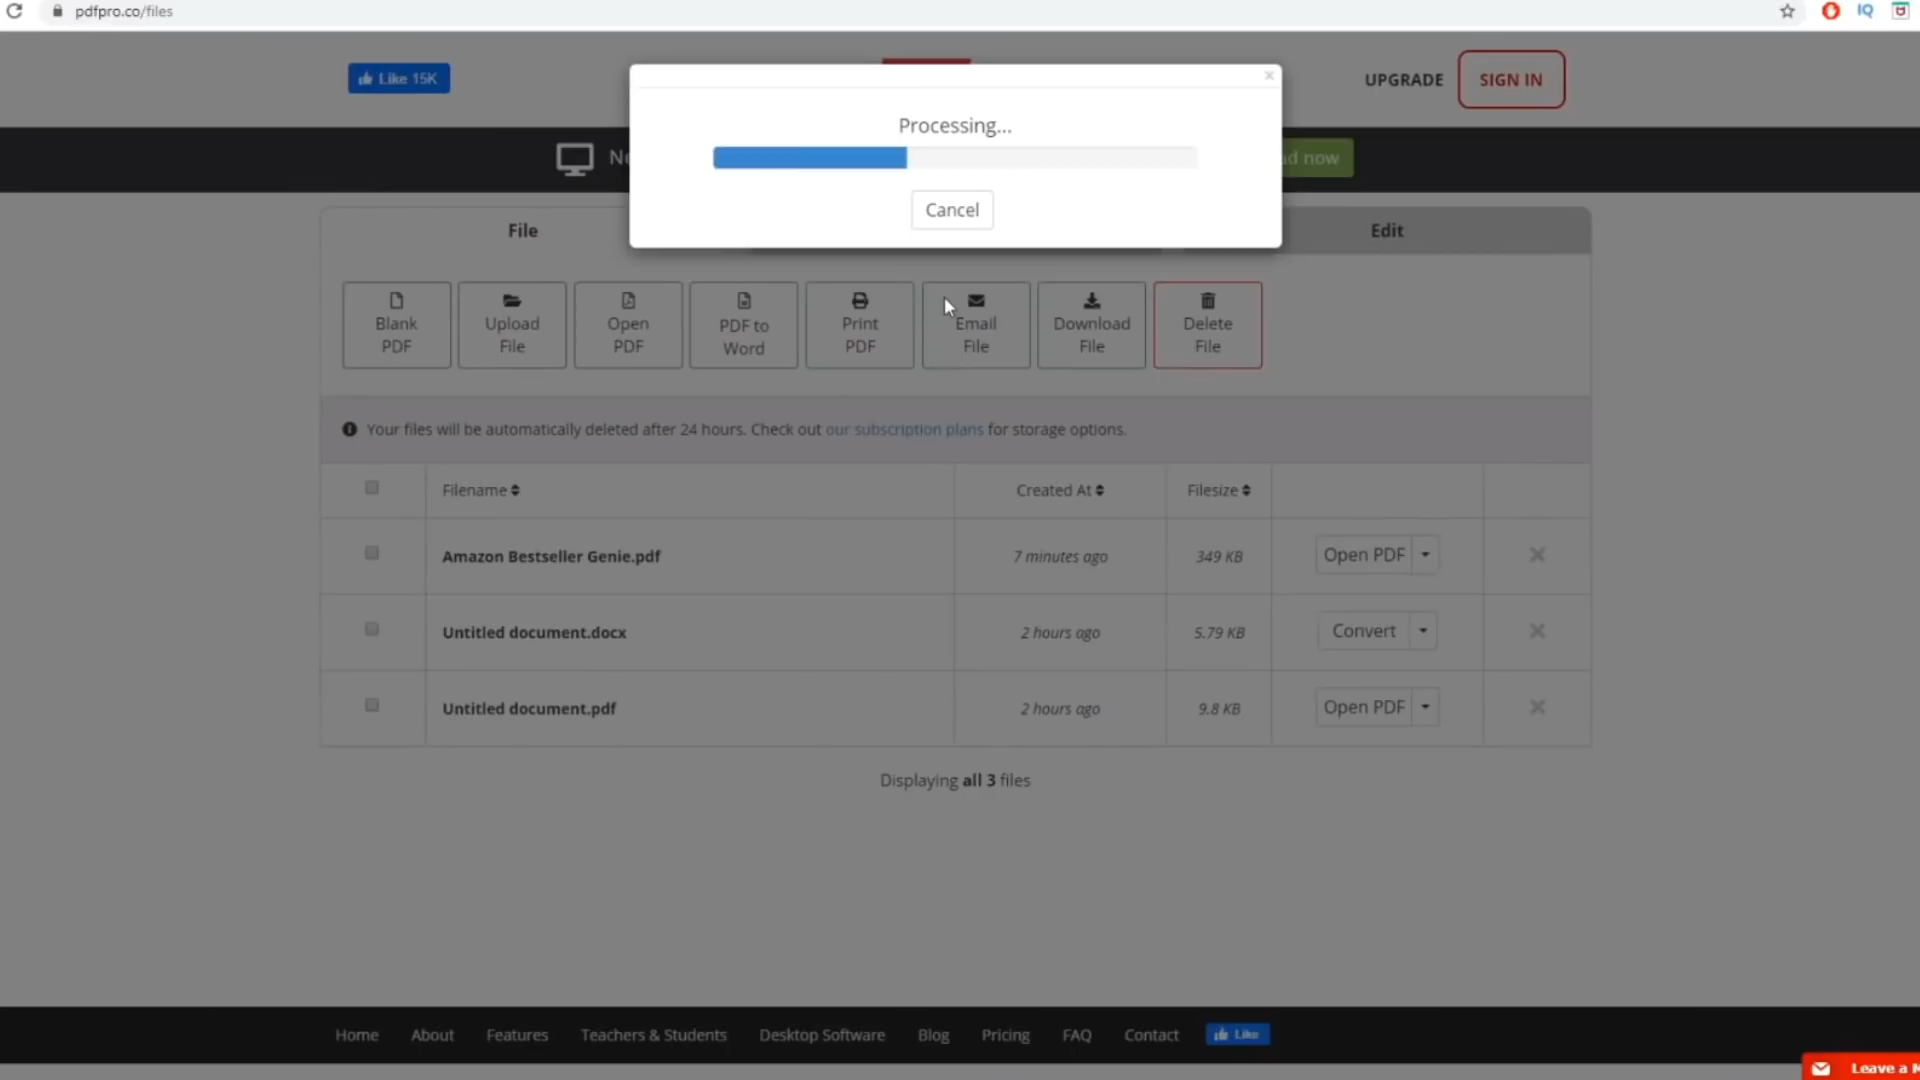 pdfpro.co/files
IQ
Like 15K
UPGRADE
SIGN IN
Processing...
Cancel
File
Edit
Blank PDF
Upload File
Open PDF
PDF to Word
Print PDF
Email File
Download File
Delete File
Your files will be automatically deleted after 24 hours. Check out our subscription plans for storage options.
Filename
Created At
Filesize
Amazon Bestseller Genie.pdf
7 minutes ago
349 KB
Open PDF
Untitled document.docx
2 hours ago
5.79 KB
Convert
Untitled document.pdf
2 hours ago
9.8 KB
Open PDF
Displaying all 3 files
Home
About
Features
Teachers & Students
Desktop Software
Blog
Pricing
FAQ
Contact
Like
Leave a
now